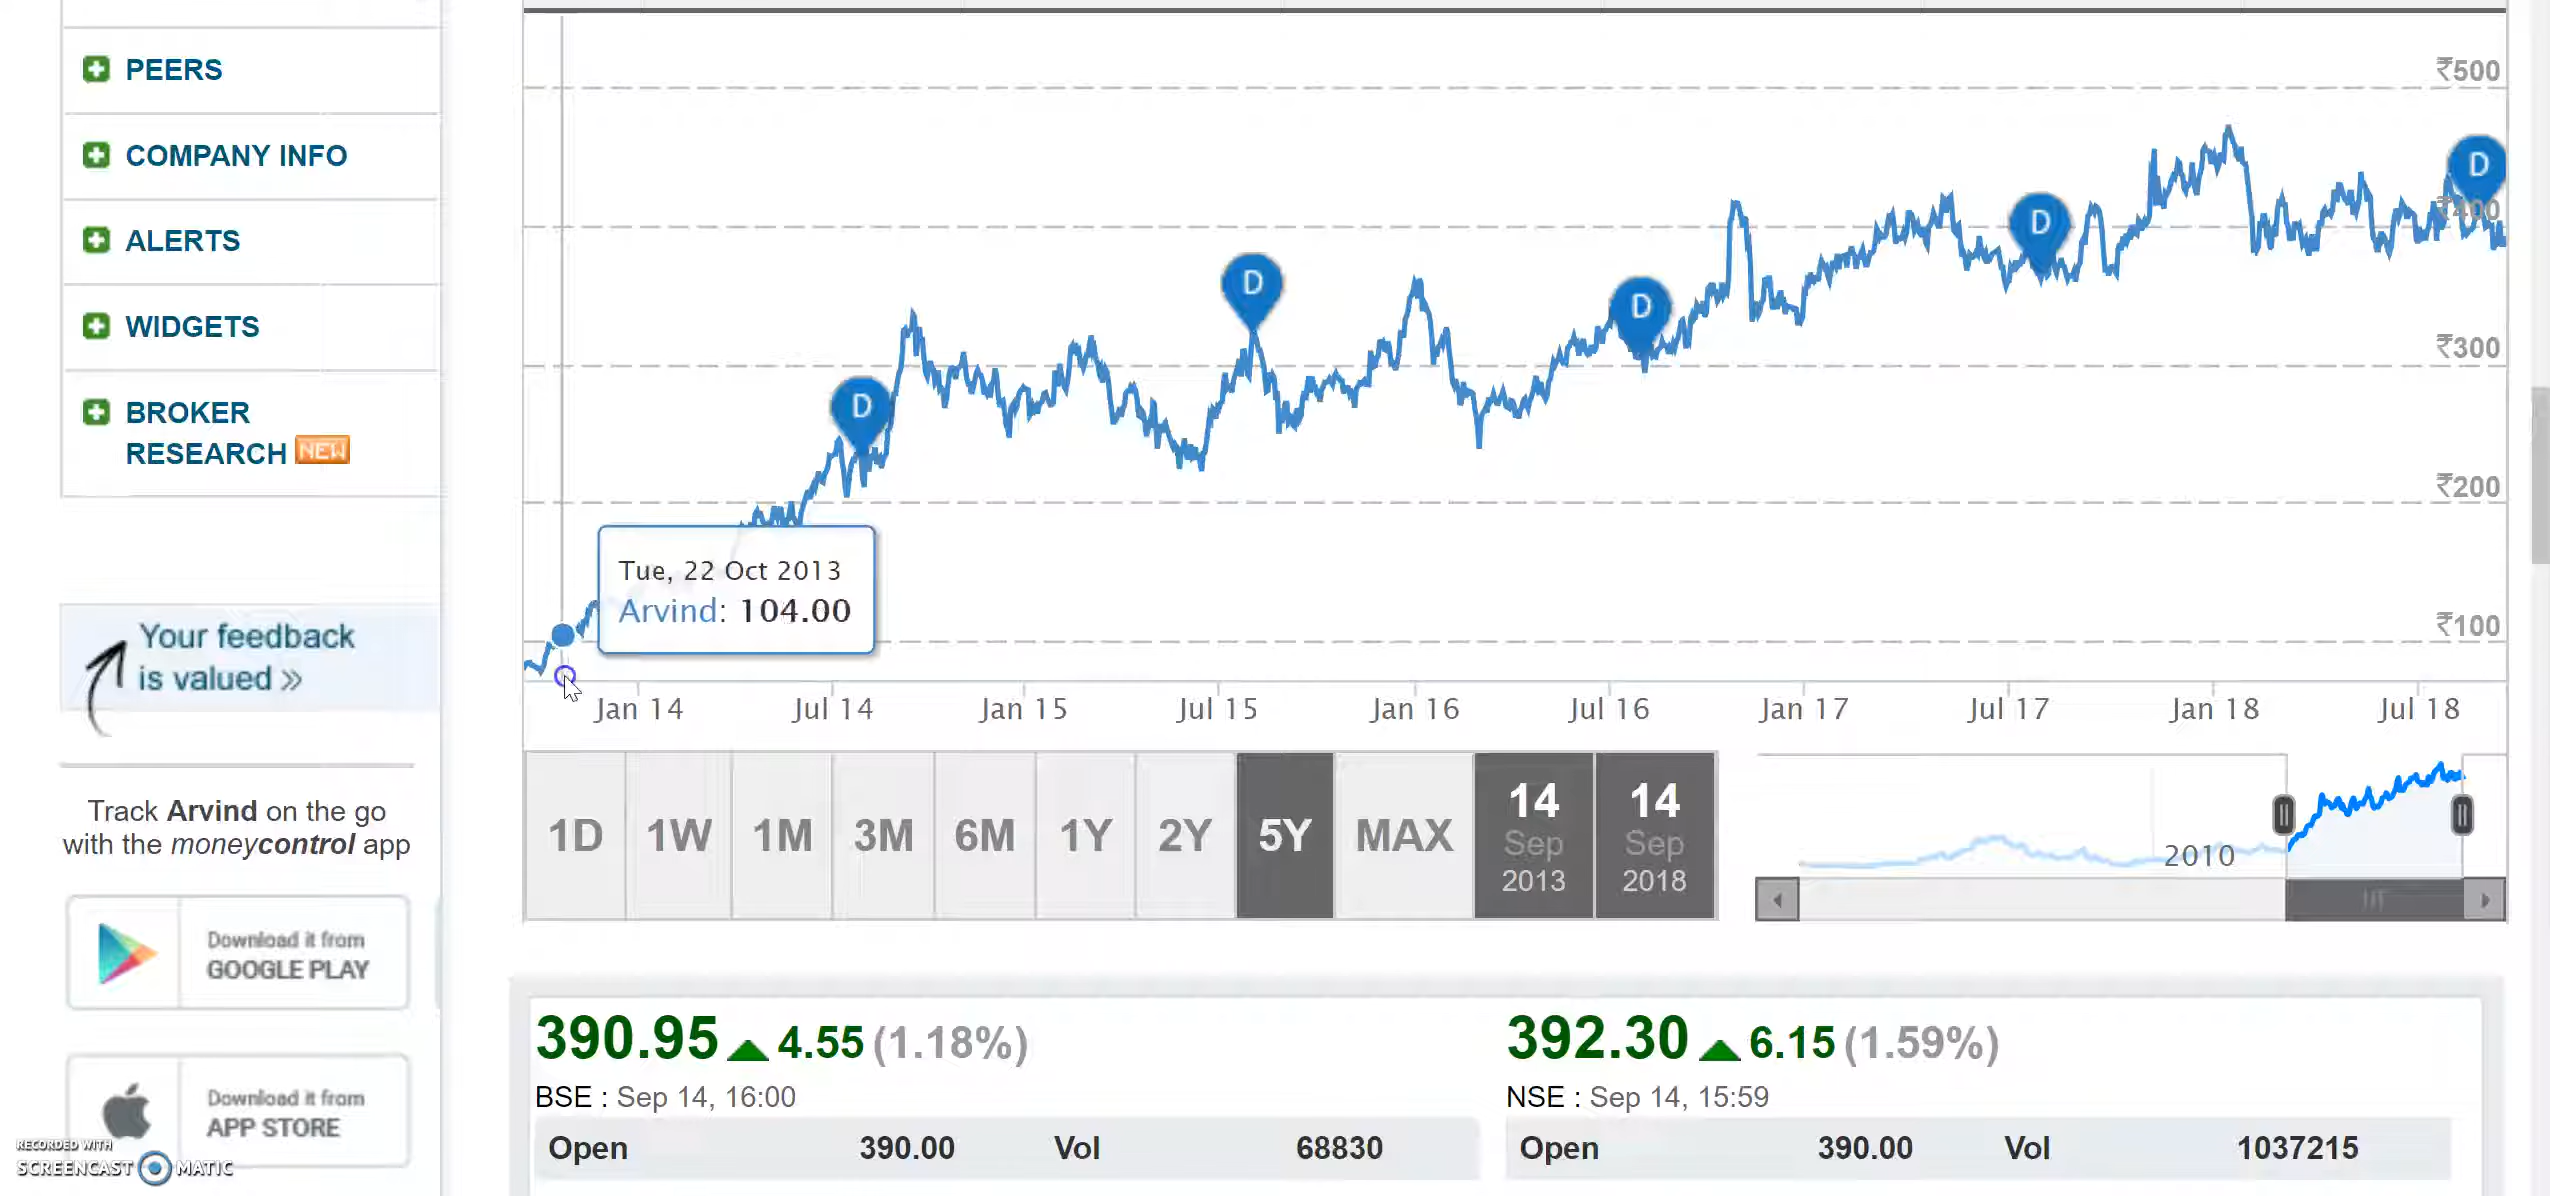 PEERS
COMPANY INFO
ALERTS
WIDGETS
BROKER
RESEARCH NEW
Your feedback
is valued »
Track Arvind on the go
with the moneycontrol app
Download it from
GOOGLE PLAY
Download it from
APP STORE
RECORDED WITH
SCREENCAST MATIC
₹500
₹400
₹300
₹200
₹100
D
D
D
D
D
Tue, 22 Oct 2013
Arvind: 104.00
Jan 14 Jul 14 Jan 15 Jul 15 Jan 16 Jul 16 Jan 17 Jul 17 Jan 18 Jul 18
1D 1W 1M 3M 6M 1Y 2Y 5Y MAX
14 Sep 2013
14 Sep 2018
2010
390.95 4.55 (1.18%)
BSE : Sep 14, 16:00
Open 390.00 Vol 68830
392.30 6.15 (1.59%)
NSE : Sep 14, 15:59
Open 390.00 Vol 1037215